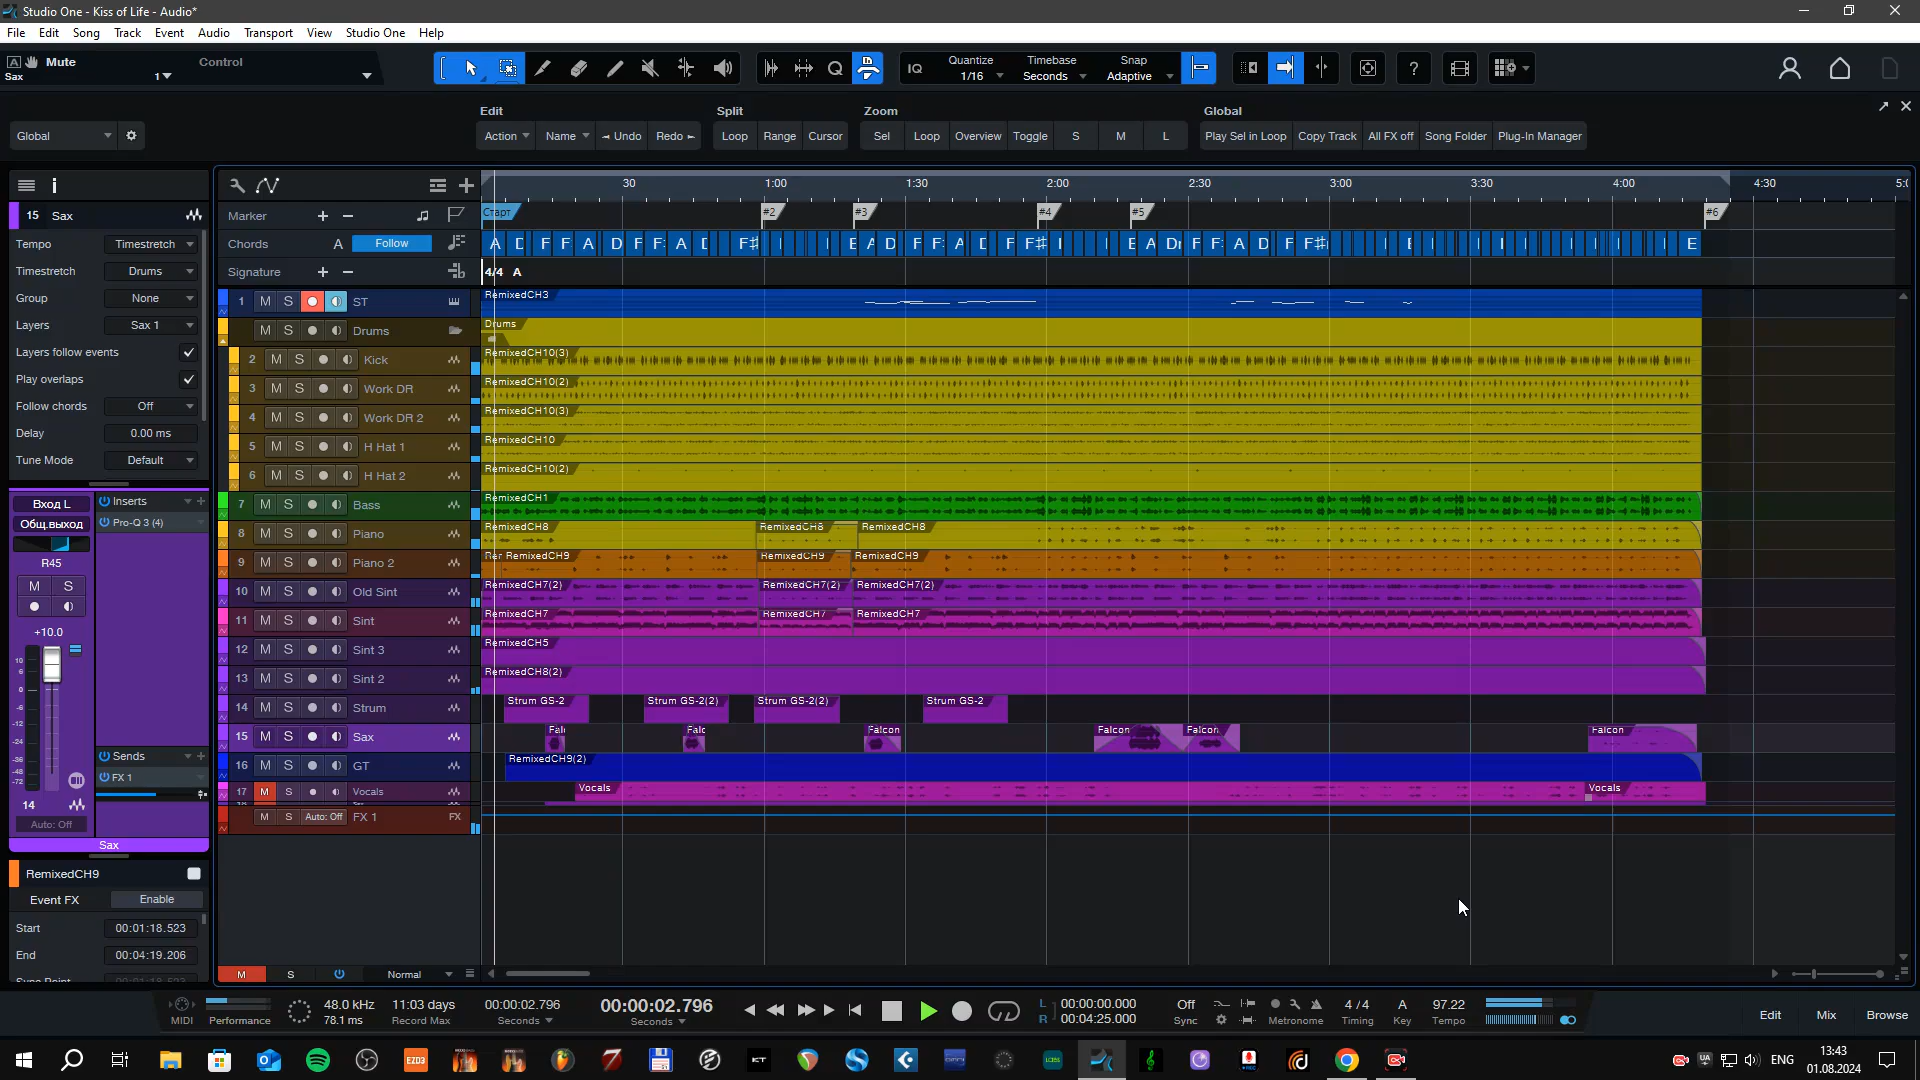 Studio One - Kiss of Life - Audio*
File Edit Song Track Event Audio Transport View Studio One Help
Mute Control
Sax 1
IQ Quantize 1/16 Timebase Seconds Snap Adaptive
Edit Split Zoom Global
Global Action Name Undo Redo Loop Range Cursor Sel Loop Overview Toggle S M L Play Sel in Loop Copy Track All FX off Song Folder Plug-In Manager
30 1:00 1:30 2:00 2:30 3:00 3:30 4:00 4:30
15 Sax
Marker Старт #2 #3 #4 #5 #6
Tempo Timestretch
Chords A Follow
Timestretch Drums
Signature 4/4 A
Group None
Layers Sax 1
Layers follow events
Play overlaps
Follow chords Off
Delay 0.00 ms
Tune Mode Default
1 M S ST RemixedCH3
M S Drums Drums
2 M S Kick RemixedCH10(3)
3 M S Work DR RemixedCH10(2)
4 M S Work DR 2 RemixedCH10(3)
5 M S H Hat 1 RemixedCH10
6 M S H Hat 2 RemixedCH10(2)
7 M S Bass RemixedCH1
8 M S Piano RemixedCH8 RemixedCH8 RemixedCH8
9 M S Piano 2 RemixedCH9 RemixedCH9 RemixedCH9
10 M S Old Sint RemixedCH7(2) RemixedCH7(2) RemixedCH7(2)
11 M S Sint RemixedCH7 RemixedCH7 RemixedCH7
12 M S Sint 3 RemixedCH5
13 M S Sint 2 RemixedCH8(2)
14 M S Strum Strum GS-2 Strum GS-2(2) Strum GS-2(2) Strum GS-2
15 M S Sax Falcon Falcon Falcon Falcon
16 M S GT RemixedCH9(2)
17 M S Vocals Vocals Vocals
M S Auto: Off FX 1 FX
Вход L Inserts
Общ.выход Pro-Q 3 (4)
R45
M S
+10.0
10
6
0
-6
-12
-24
-36
-48
-72
Sends
FX 1
14
Auto: Off
Sax
RemixedCH9
Event FX Enable
Start 00:01:18.523
End 00:04:19.206
M S Normal
MIDI Performance
48.0 kHz 11:03 days 00:00:02.796 00:00:02.796
78.1 ms Record Max Seconds Seconds
L 00:00:00.000
R 00:04:25.000
Off Sync Metronome 4 / 4 Timing A Key 97.22 Tempo
Edit Mix Browse
ENG 13:43
01.08.2024